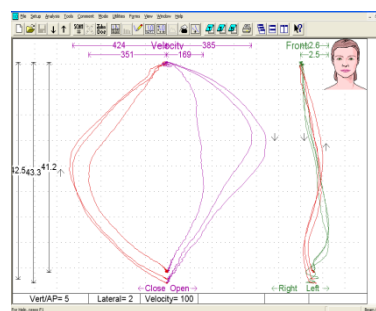 File Setup Analysis Tools Comment Mode Utilities Forms View Window Help
424 Velocity 385
351 169
Front 2.6
2.5
42.5 43.3 41.2
Close Open
Right Left
Vert/AP= 5 Lateral= 2 Velocity= 100